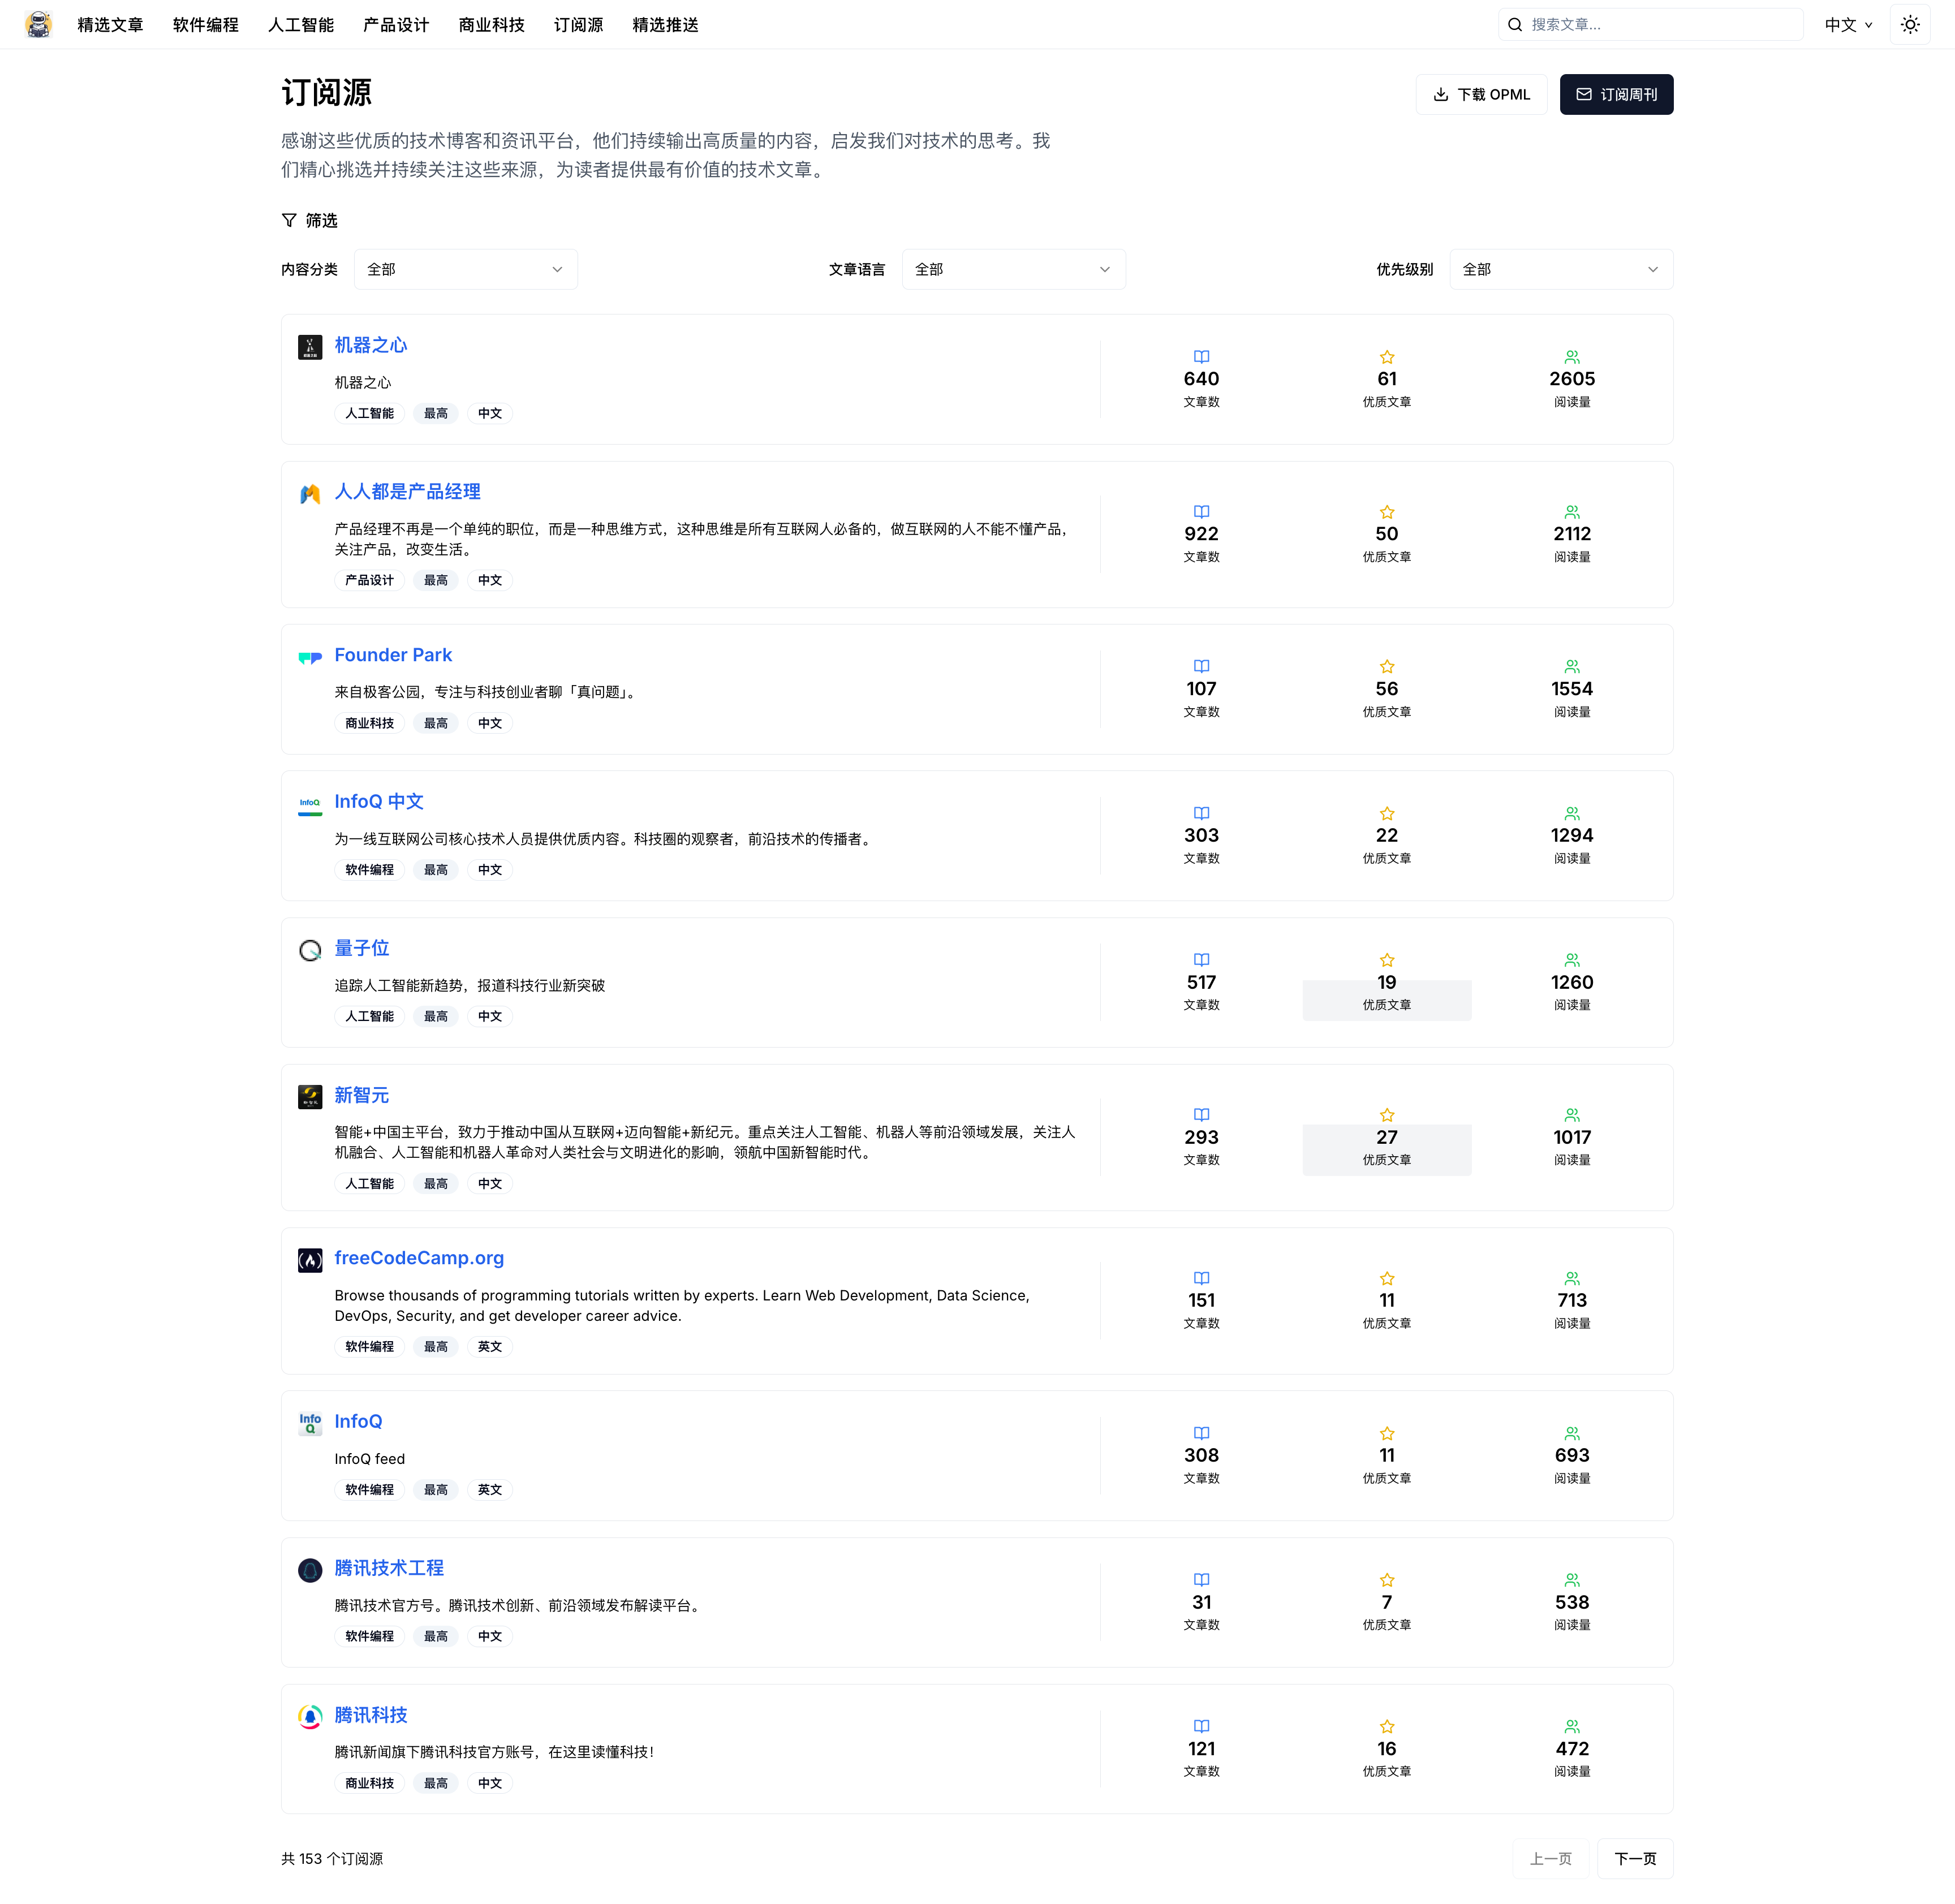 精选文章 软件编程 人工智能 产品设计 商业科技 订阅源 精选推送 搜索文章... 中文
订阅源
下载 OPML 订阅周刊
感谢这些优质的技术博客和资讯平台，他们持续输出高质量的内容，启发我们对技术的思考。我
们精心挑选并持续关注这些来源，为读者提供最有价值的技术文章。
筛选
内容分类 全部 文章语言 全部 优先级别 全部
机器之心
机器之心
人工智能 最高 中文
640 61 2605
文章数 优质文章 阅读量
人人都是产品经理
产品经理不再是一个单纯的职位，而是一种思维方式，这种思维是所有互联网人必备的，做互联网的人不能不懂产品，
关注产品，改变生活。
产品设计 最高 中文
922 50 2112
文章数 优质文章 阅读量
Founder Park
来自极客公园，专注与科技创业者聊「真问题」。
商业科技 最高 中文
107 56 1554
文章数 优质文章 阅读量
InfoQ
InfoQ 中文
为一线互联网公司核心技术人员提供优质内容。科技圈的观察者，前沿技术的传播者。
软件编程 最高 中文
303 22 1294
文章数 优质文章 阅读量
量子位
追踪人工智能新趋势，报道科技行业新突破
人工智能 最高 中文
517 19 1260
文章数 优质文章 阅读量
新智元
智能+中国主平台，致力于推动中国从互联网+迈向智能+新纪元。重点关注人工智能、机器人等前沿领域发展，关注人
机融合、人工智能和机器人革命对人类社会与文明进化的影响，领航中国新智能时代。
人工智能 最高 中文
293 27 1017
文章数 优质文章 阅读量
freeCodeCamp.org
Browse thousands of programming tutorials written by experts. Learn Web Development, Data Science,
DevOps, Security, and get developer career advice.
软件编程 最高 英文
151 11 713
文章数 优质文章 阅读量
Info
Q
InfoQ
InfoQ feed
软件编程 最高 英文
308 11 693
文章数 优质文章 阅读量
腾讯技术工程
腾讯技术官方号。腾讯技术创新、前沿领域发布解读平台。
软件编程 最高 中文
31 7 538
文章数 优质文章 阅读量
腾讯科技
腾讯新闻旗下腾讯科技官方账号，在这里读懂科技！
商业科技 最高 中文
121 16 472
文章数 优质文章 阅读量
共 153 个订阅源 上一页 下一页